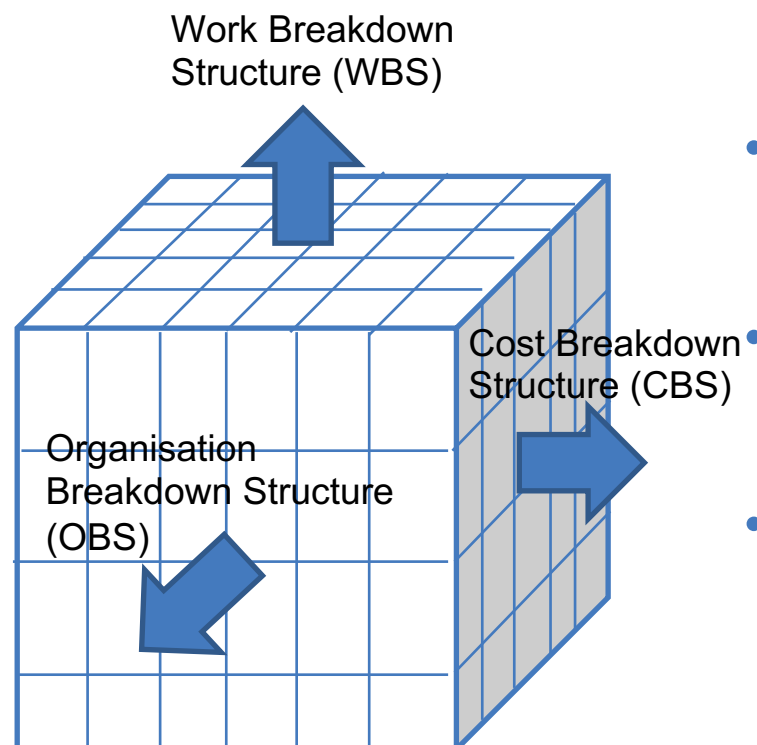 Work Breakdown
Structure (WBS)
Cost Breakdown
Structure (CBS)
Organisation
Breakdown Structure
(OBS)